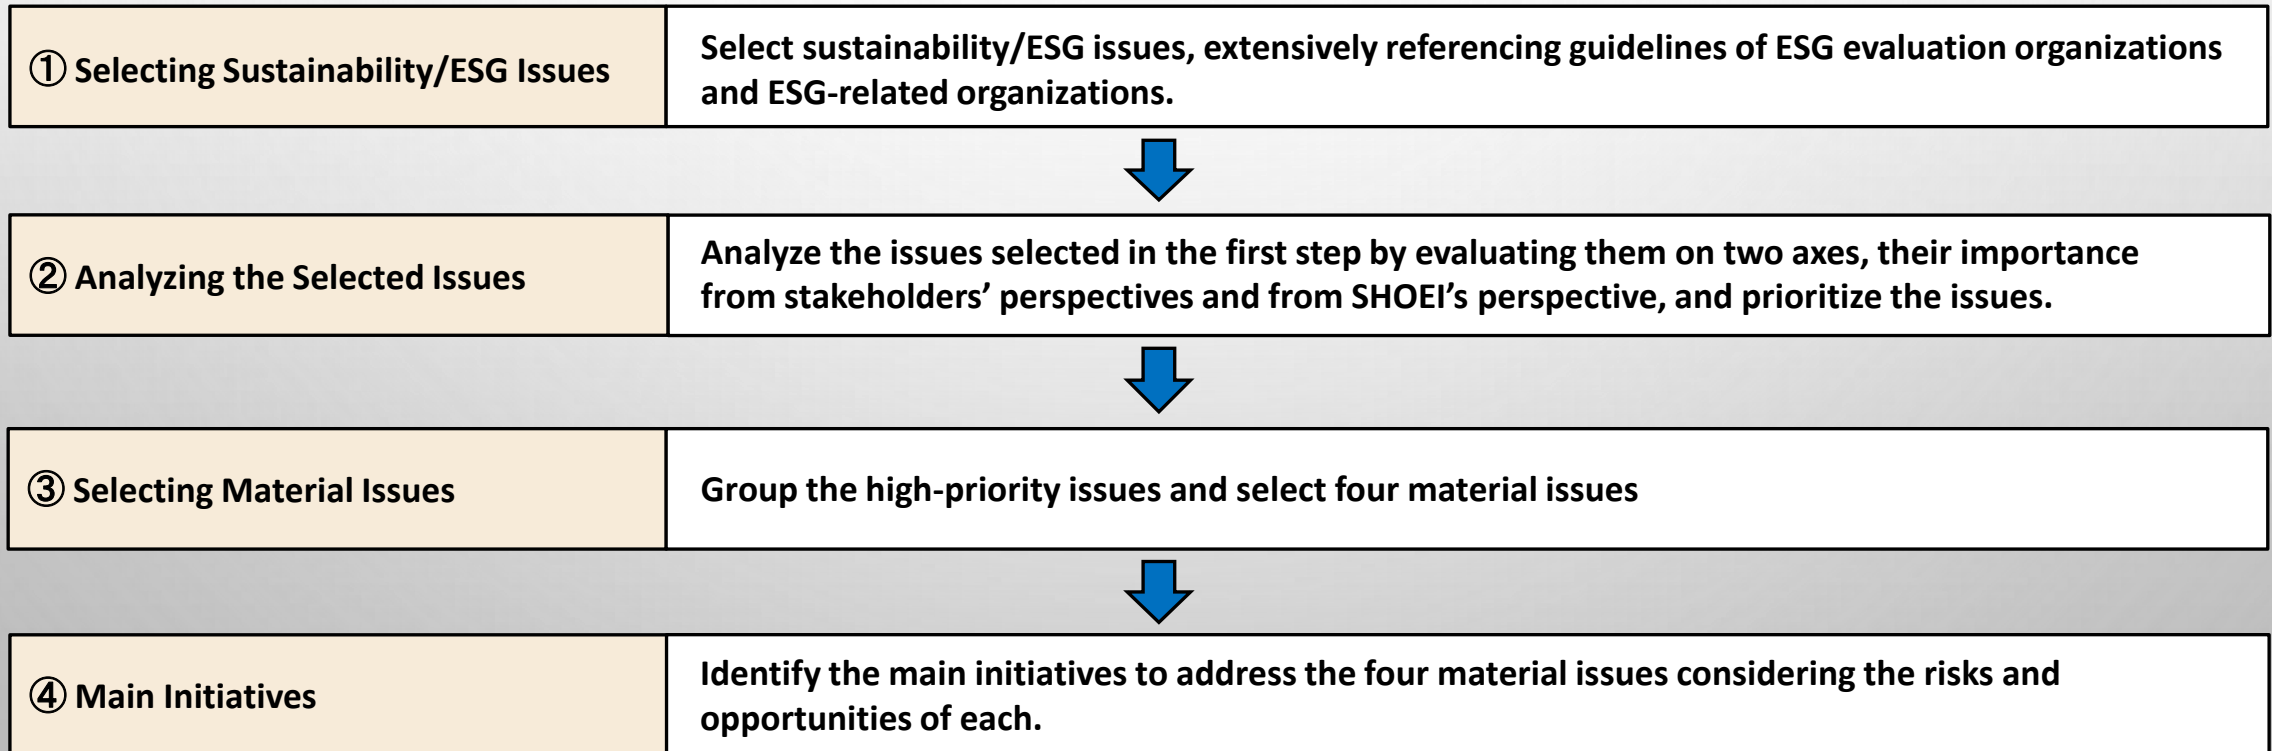 ① Selecting Sustainability/ESG Issues
Select sustainability/ESG issues, extensively referencing guidelines of ESG evaluation organizations
and ESG-related organizations.
② Analyzing the Selected Issues
Analyze the issues selected in the first step by evaluating them on two axes, their importance
from stakeholders’ perspectives and from SHOEI’s perspective, and prioritize the issues.
③ Selecting Material Issues
Group the high-priority issues and select four material issues
④ Main Initiatives
Identify the main initiatives to address the four material issues considering the risks and
opportunities of each.